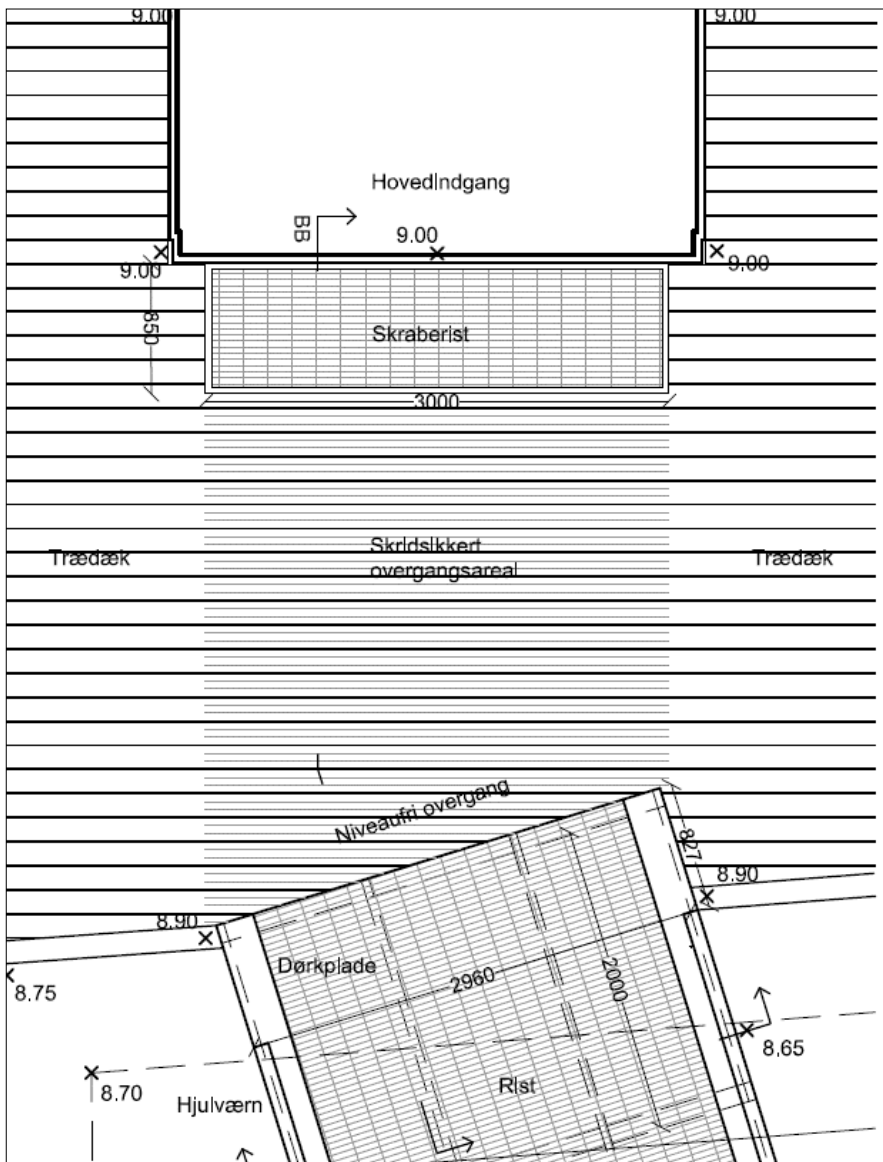 9.00
9.00
HovedIndgang
BB
9.00
9.00
9.00
850
Skraberist
3000
Trædæk
SkrIdsIkkert
overgangsareal
Trædæk
Niveaufri overgang
827
8.90
8.90
Dørkplade
2960
2000
8.75
8.65
8.70
RIst
Hjulværn